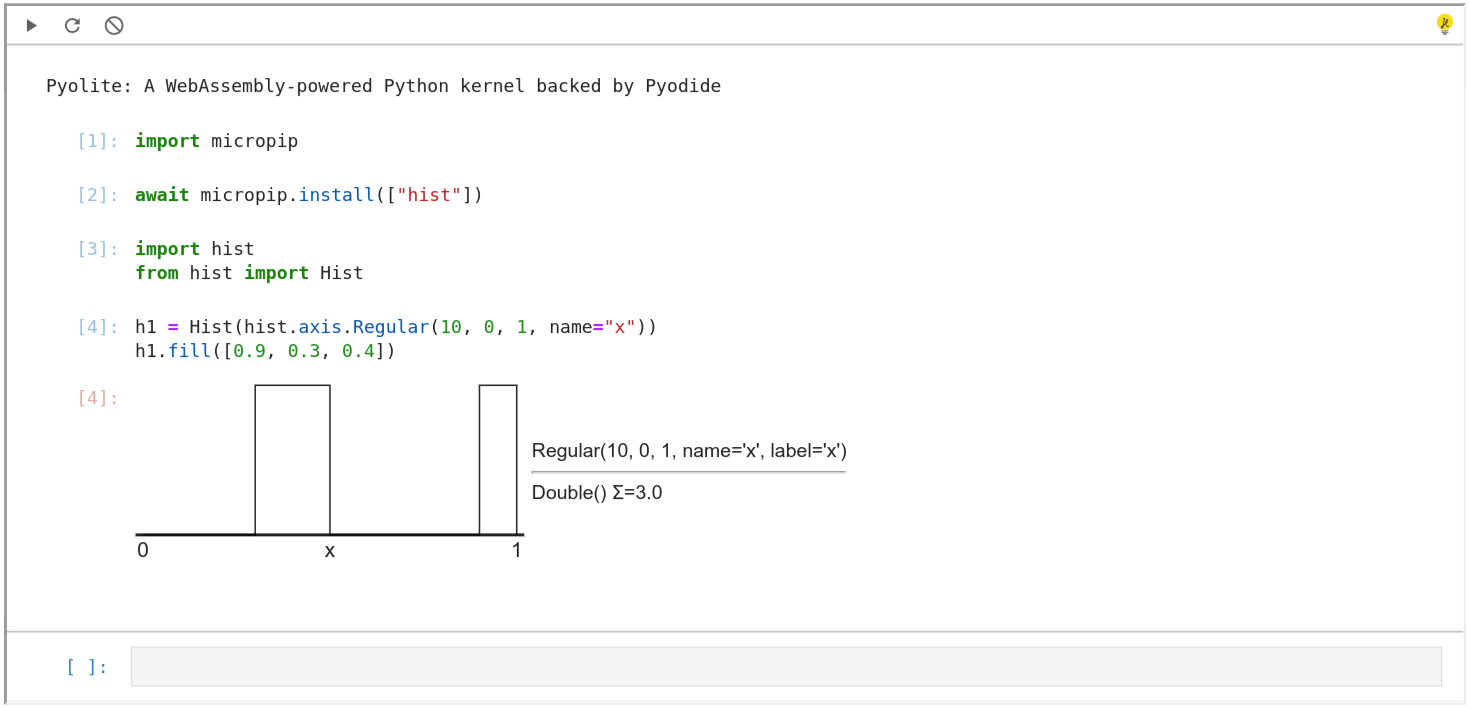 Pyolite: A WebAssembly-powered Python kernel backed by Pyodide
[1]: import micropip
[2]: await micropip.install(["hist"])
[3]: import hist
from hist import Hist
[4]: h1 = Hist(hist.axis.Regular(10, 0, 1, name="x"))
h1.fill([0.9, 0.3, 0.4])
[4]:
Regular(10, 0, 1, name='x', label='x')
Double() Σ=3.0
0 x 1
[ ]: